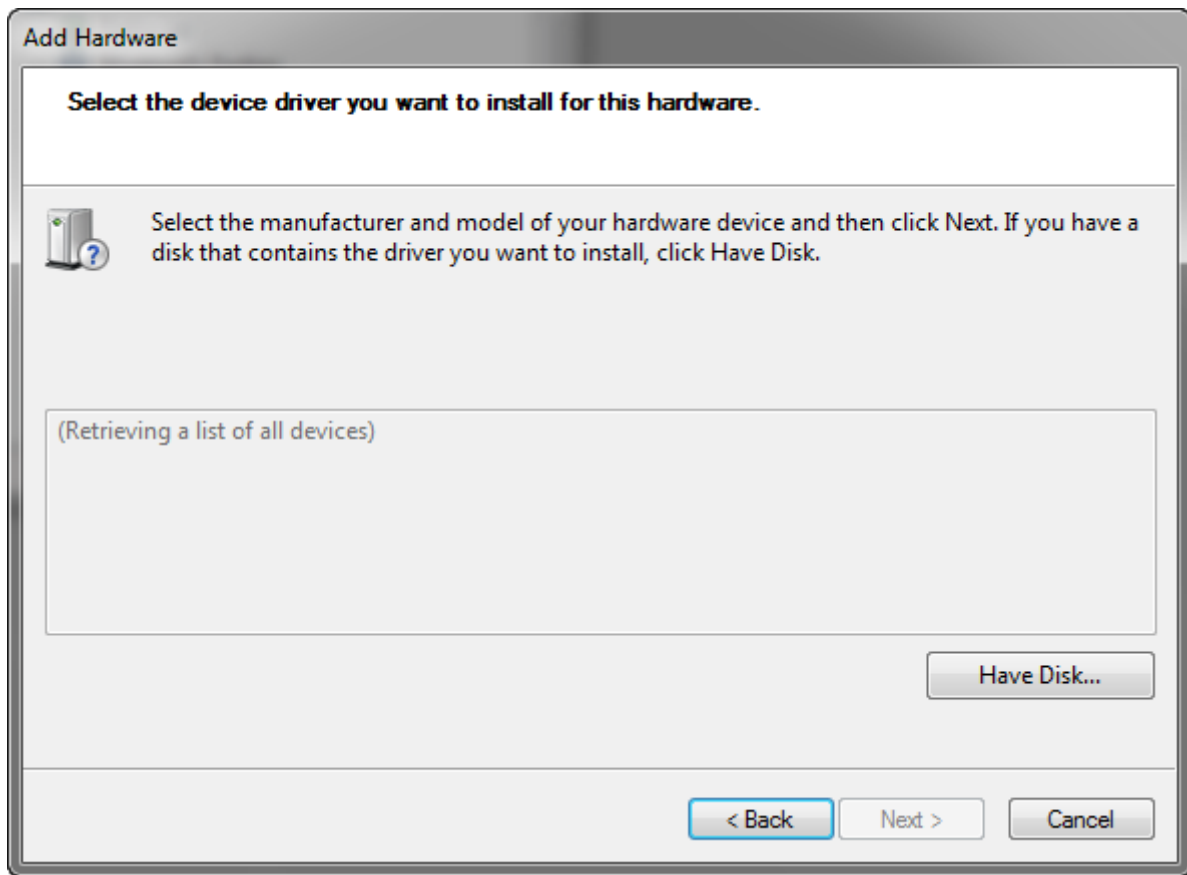 Add Hardware
Select the device driver you want to install for this hardware.
Select the manufacturer and model of your hardware device and then click Next. If you have a
disk that contains the driver you want to install, click Have Disk.
(Retrieving a list of all devices)
Have Disk...
< Back
Next >
Cancel